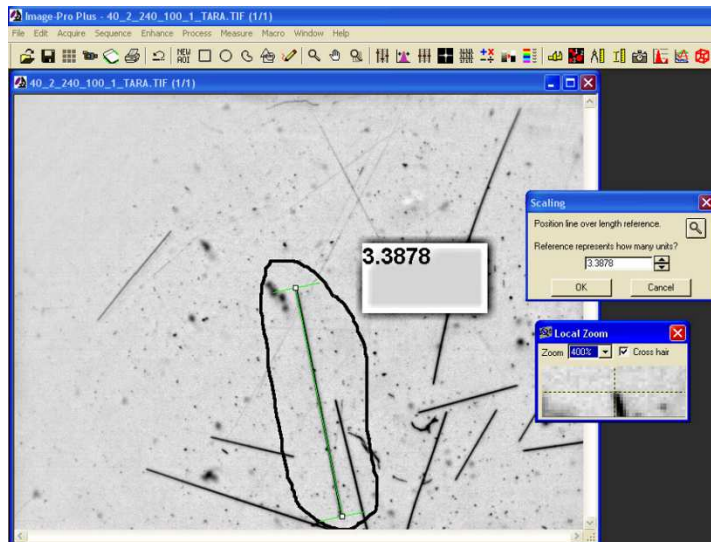 Image-Pro Plus - 40_2_240_100_1_TARA.TIF (1/1)
File Edit Acquire Sequence Enhance Process Measure Macro Window Help
NEW
AOI
40_2_240_100_1_TARA.TIF (1/1)
3.3878
Scaling
Position line over length reference.
Reference represents how many units?
3.3878
OK Cancel
Local Zoom
Zoom 400% Cross hair